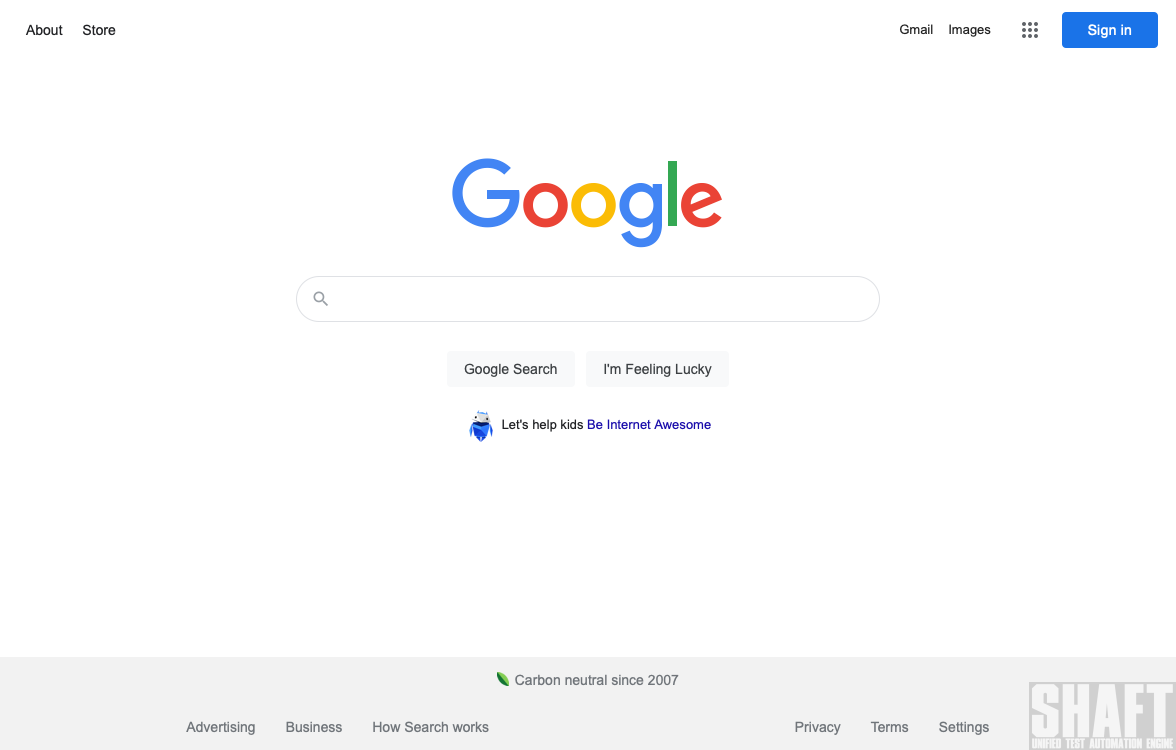 About Store Gmail Images Sign in
Google
Google Search I'm Feeling Lucky
Let's help kids Be Internet Awesome
Carbon neutral since 2007
Advertising Business How Search works Privacy Terms Settings
SHAFT
UNIFIED TEST AUTOMATION ENGINE